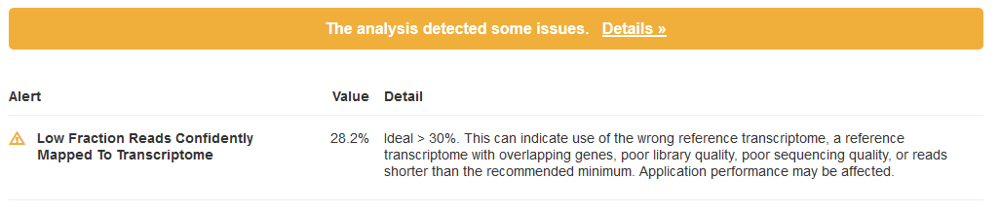 The analysis detected some issues. Details »
Alert Value Detail
Low Fraction Reads Confidently 28.2% Ideal > 30%. This can indicate use of the wrong reference transcriptome, a reference
Mapped To Transcriptome transcriptome with overlapping genes, poor library quality, poor sequencing quality, or reads
shorter than the recommended minimum. Application performance may be affected.